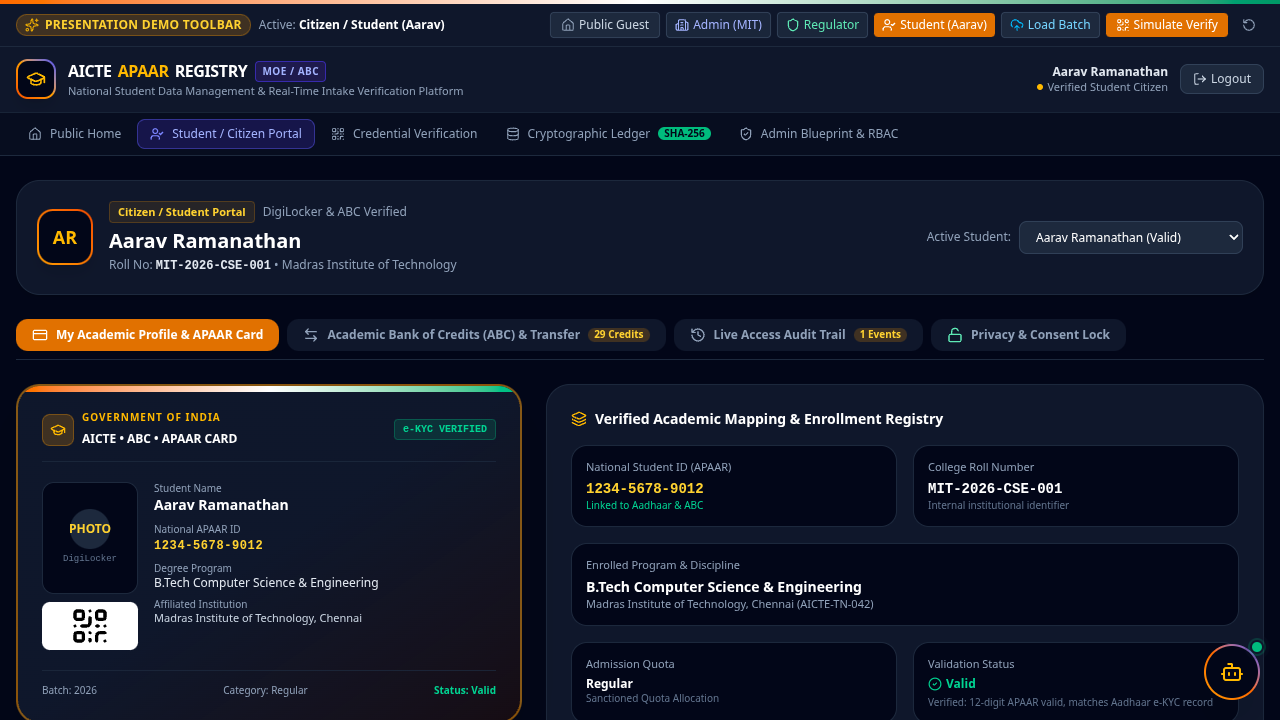 PRESENTATION DEMO TOOLBAR Active: Citizen / Student (Aarav) Public Guest Admin (MIT) Regulator Student (Aarav) Load Batch Simulate Verify
AICTE APAAR REGISTRY MOE / ABC
National Student Data Management & Real-Time Intake Verification Platform
Aarav Ramanathan
Verified Student Citizen
Logout
Public Home Student / Citizen Portal Credential Verification Cryptographic Ledger SHA-256 Admin Blueprint & RBAC
AR
Citizen / Student Portal DigiLocker & ABC Verified
Aarav Ramanathan
Roll No: MIT-2026-CSE-001 • Madras Institute of Technology
Active Student: Aarav Ramanathan (Valid)
My Academic Profile & APAAR Card Academic Bank of Credits (ABC) & Transfer 29 Credits Live Access Audit Trail 1 Events Privacy & Consent Lock
GOVERNMENT OF INDIA
AICTE • ABC • APAAR CARD
e-KYC VERIFIED
PHOTO
DigiLocker
Student Name
Aarav Ramanathan
National APAAR ID
1234-5678-9012
Degree Program
B.Tech Computer Science & Engineering
Affiliated Institution
Madras Institute of Technology, Chennai
Batch: 2026 Category: Regular Status: Valid
Verified Academic Mapping & Enrollment Registry
National Student ID (APAAR)
1234-5678-9012
Linked to Aadhaar & ABC
College Roll Number
MIT-2026-CSE-001
Internal institutional identifier
Enrolled Program & Discipline
B.Tech Computer Science & Engineering
Madras Institute of Technology, Chennai (AICTE-TN-042)
Admission Quota
Regular
Sanctioned Quota Allocation
Validation Status
Valid
Verified: 12-digit APAAR valid, matches Aadhaar e-KYC record